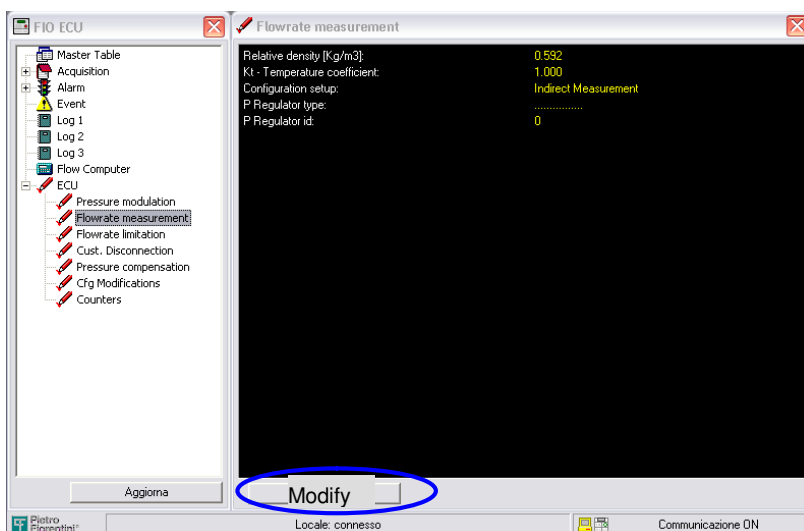 FIO ECU
Master Table
Acquisition
Alarm
Event
Log 1
Log 2
Log 3
Flow Computer
ECU
Pressure modulation
Flowrate measurement
Flowrate limitation
Cust. Disconnection
Pressure compensation
Cfg Modifications
Counters
Aggiorna
Flowrate measurement
Relative density [Kg/m3]: 0.592
Kt - Temperature coefficient: 1.000
Configuration setup: Indirect Measurement
P Regulator type: ................
P Regulator id: 0
Modify
Pietro
Fiorentini
Locale: connesso
Communicazione ON